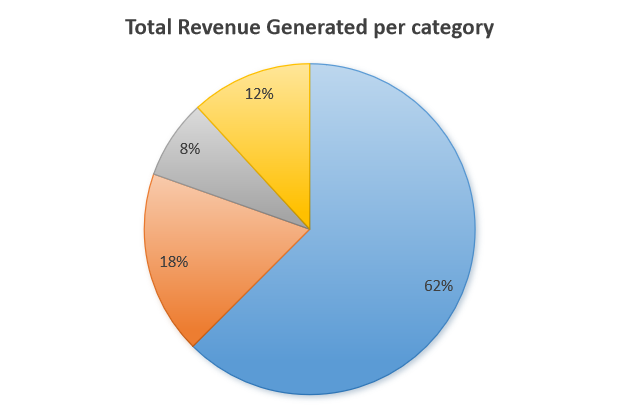 Total Revenue Generated per category
12%
8%
18%
62%